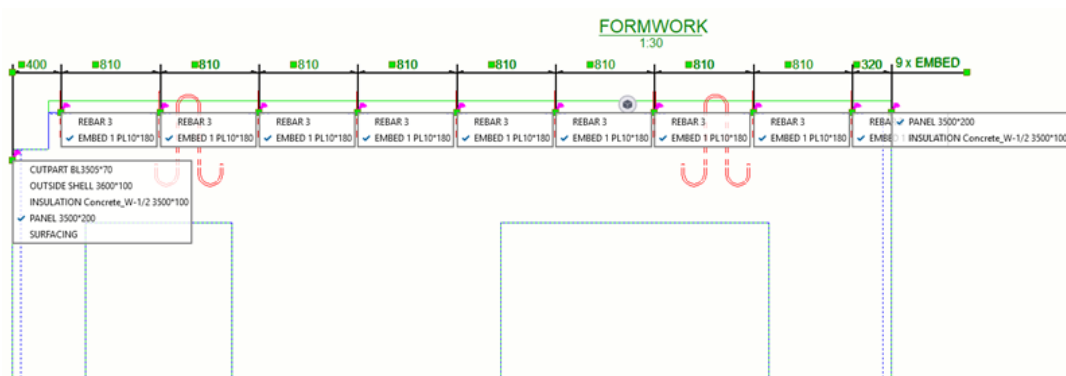 FORMWORK
1:30
400 810 810 810 810 810 810 810 810 320 9 x EMBED
REBAR 3 REBAR 3 REBAR 3 REBAR 3 REBAR 3 REBAR 3 REBAR 3 REBAR 3 REBA PANEL 3500*200
EMBED 1 PL10*180 EMBED 1 PL10*180 EMBED 1 PL10*180 EMBED 1 PL10*180 EMBED 1 PL10*180 EMBED 1 PL10*180 EMBED 1 PL10*180 EMBED 1 PL10*180 EMBE INSULATION Concrete_W-1/2 3500*100
CUTPART BL3505*70
OUTSIDE SHELL 3600*100
INSULATION Concrete_W-1/2 3500*100
PANEL 3500*200
SURFACING